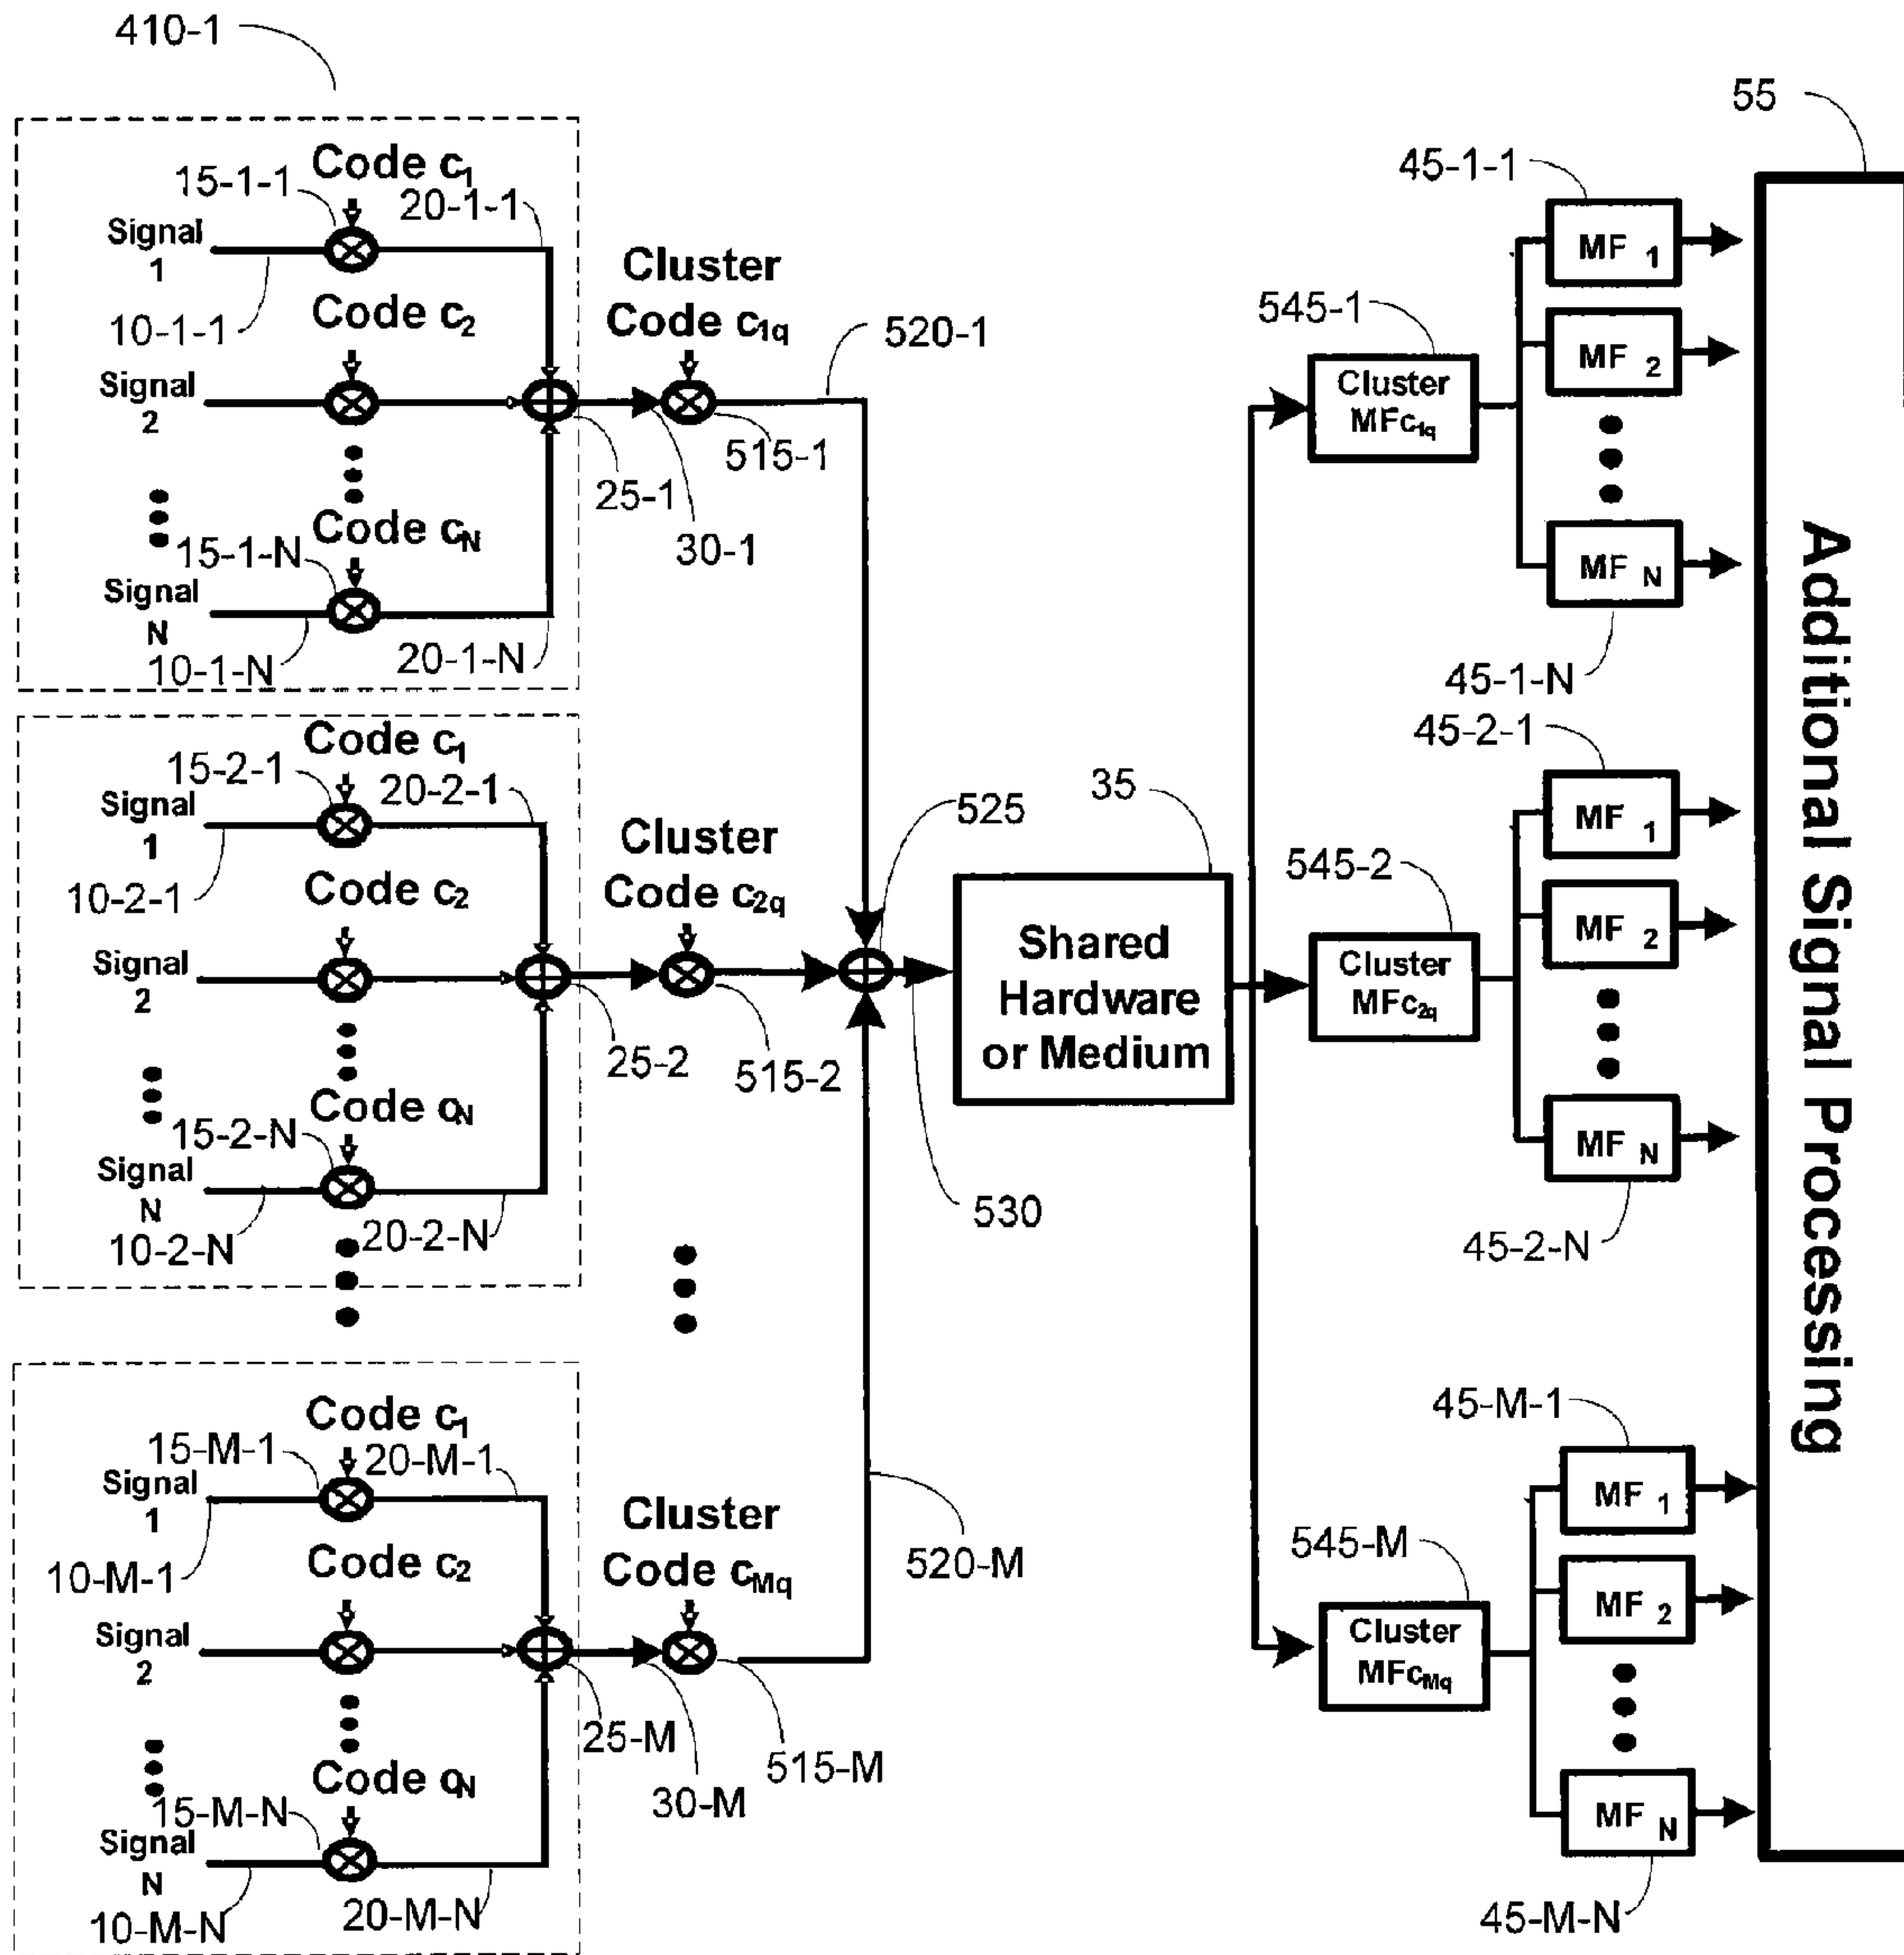 410-1
Code c1
15-1-1
20-1-1
Signal
1
10-1-1
Code c2
Signal
2
Code cN
15-1-N
Signal
N
10-1-N
20-1-N
25-1
30-1
Cluster
Code c1q
515-1
520-1
Code c1
15-2-1
20-2-1
Signal
1
10-2-1
Code c2
Signal
2
Code cN
15-2-N
Signal
N
10-2-N
20-2-N
25-2
Cluster
Code c2q
515-2
525
530
Code c1
15-M-1
20-M-1
Signal
1
10-M-1
Code c2
Signal
2
Code cN
15-M-N
Signal
N
10-M-N
20-M-N
25-M
30-M
Cluster
Code cMq
515-M
520-M
35
Shared
Hardware
or Medium
545-1
Cluster
MFc1q
45-1-1
MF 1
MF 2
MF N
45-1-N
545-2
Cluster
MFc2q
45-2-1
MF 1
MF 2
MF N
45-2-N
545-M
Cluster
MFcMq
45-M-1
MF 1
MF 2
MF N
45-M-N
55
Additional Signal Processing